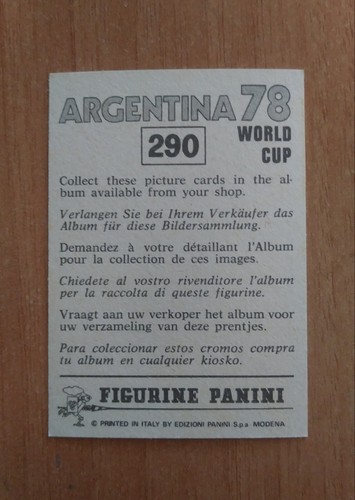 ARGENTINA 78
290 WORLD
CUP
Collect these picture cards in the al-
bum available from your shop.
Verlangen Sie bei Ihrem Verkäufer das
Album für diese Bildersammlung.
Demandez à votre détaillant l'Album
pour la collection de ces images.
Chiedete al vostro rivenditore l'album
per la raccolta di queste figurine.
Vraagt aan uw verkoper het album voor
uw verzameling van deze prentjes.
Para coleccionar estos cromos compra
tu album en cualquier kiosko.
FIGURINE PANINI
© PRINTED IN ITALY BY EDIZIONI PANINI S.p.a MODENA